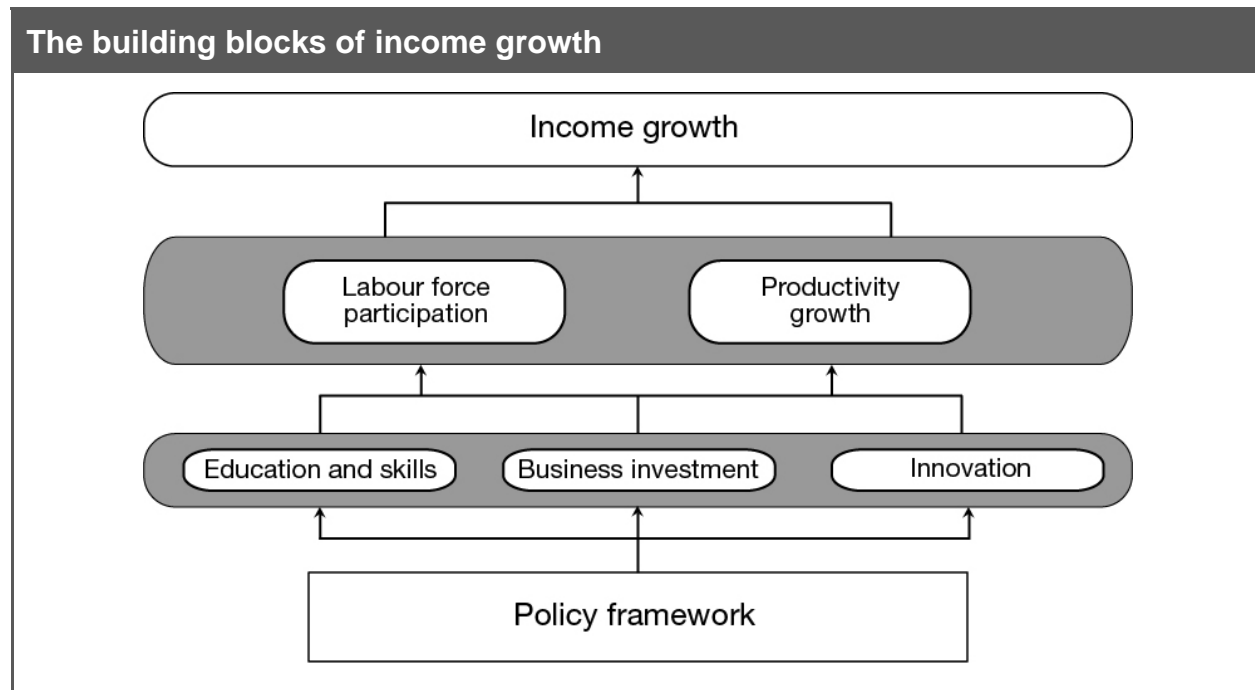 The building blocks of income growth
Income growth
Labour force
participation
Productivity
growth
Education and skills
Business investment
Innovation
Policy framework